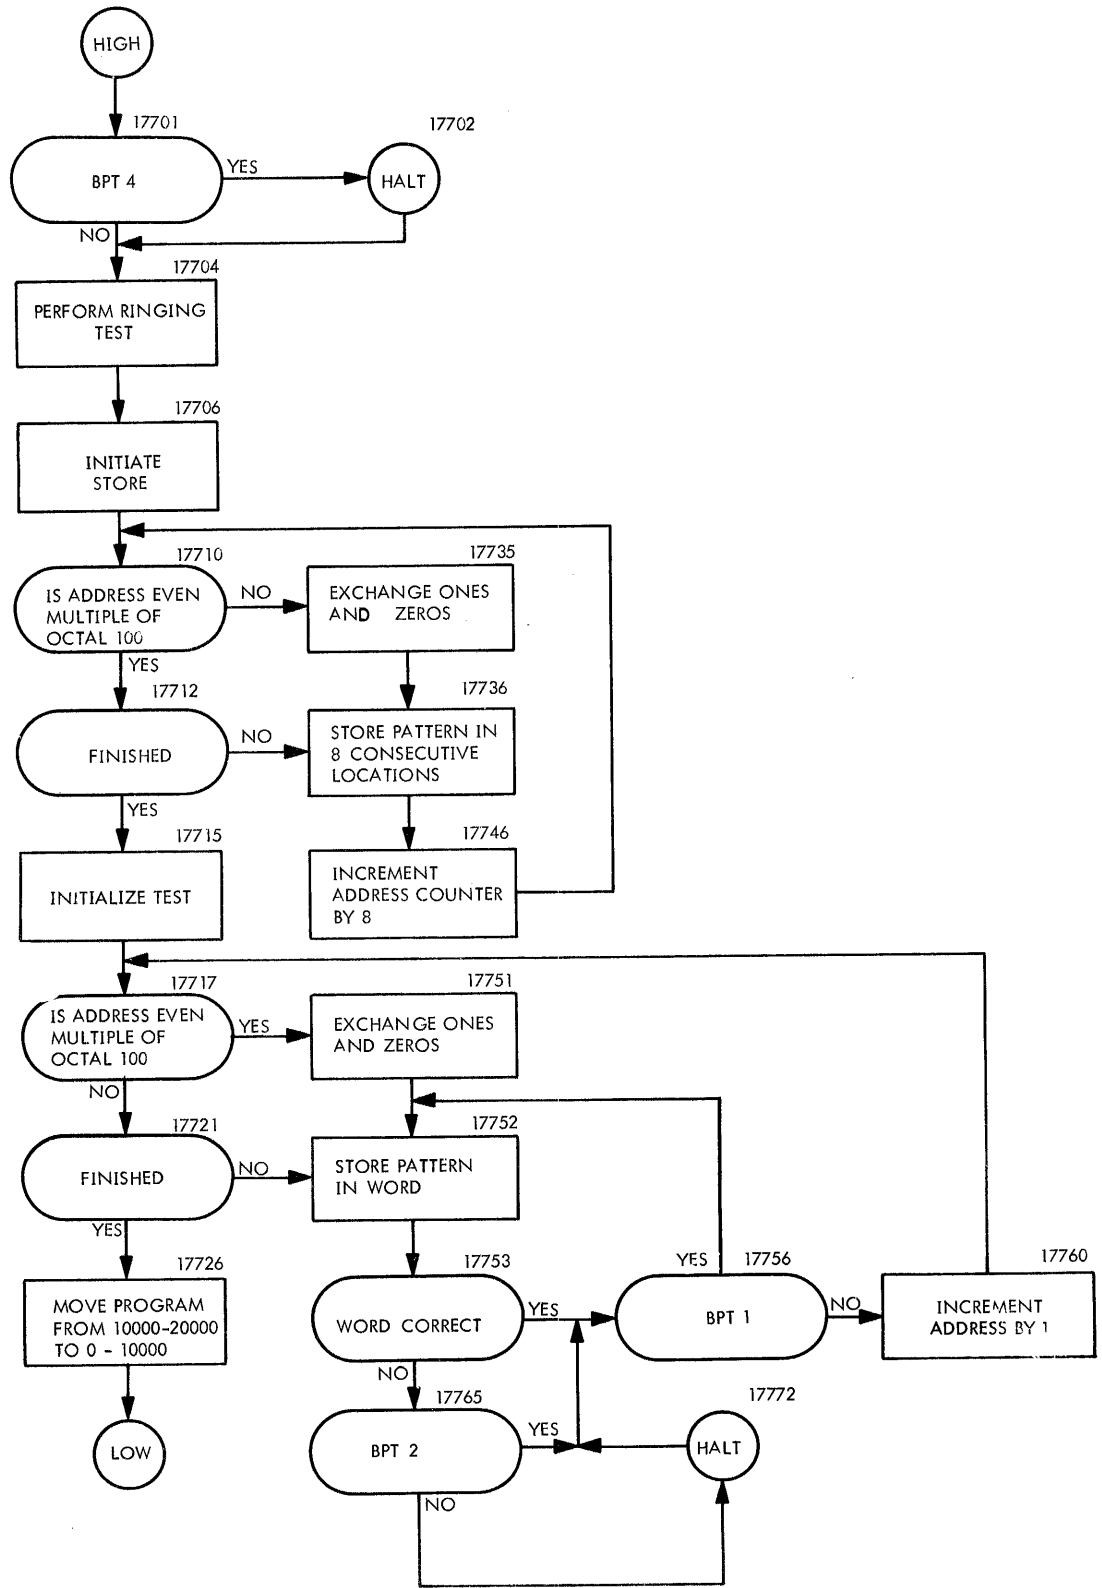 HIGH
17701
BPT 4
YES
17702
HALT
NO
17704
PERFORM RINGING
TEST
17706
INITIATE
STORE
17710
IS ADDRESS EVEN
MULTIPLE OF
OCTAL 100
NO
17735
EXCHANGE ONES
AND ZEROS
YES
17712
FINISHED
NO
17736
STORE PATTERN IN
8 CONSECUTIVE
LOCATIONS
YES
17715
INITIALIZE TEST
17746
INCREMENT
ADDRESS COUNTER
BY 8
17717
IS ADDRESS EVEN
MULTIPLE OF
OCTAL 100
YES
17751
EXCHANGE ONES
AND ZEROS
NO
17721
FINISHED
NO
17752
STORE PATTERN
IN WORD
YES
17726
MOVE PROGRAM
FROM 10000-20000
TO 0 - 10000
LOW
17753
WORD CORRECT
YES
YES
17756
BPT 1
NO
17760
INCREMENT
ADDRESS BY 1
NO
17765
BPT 2
YES
17772
HALT
NO